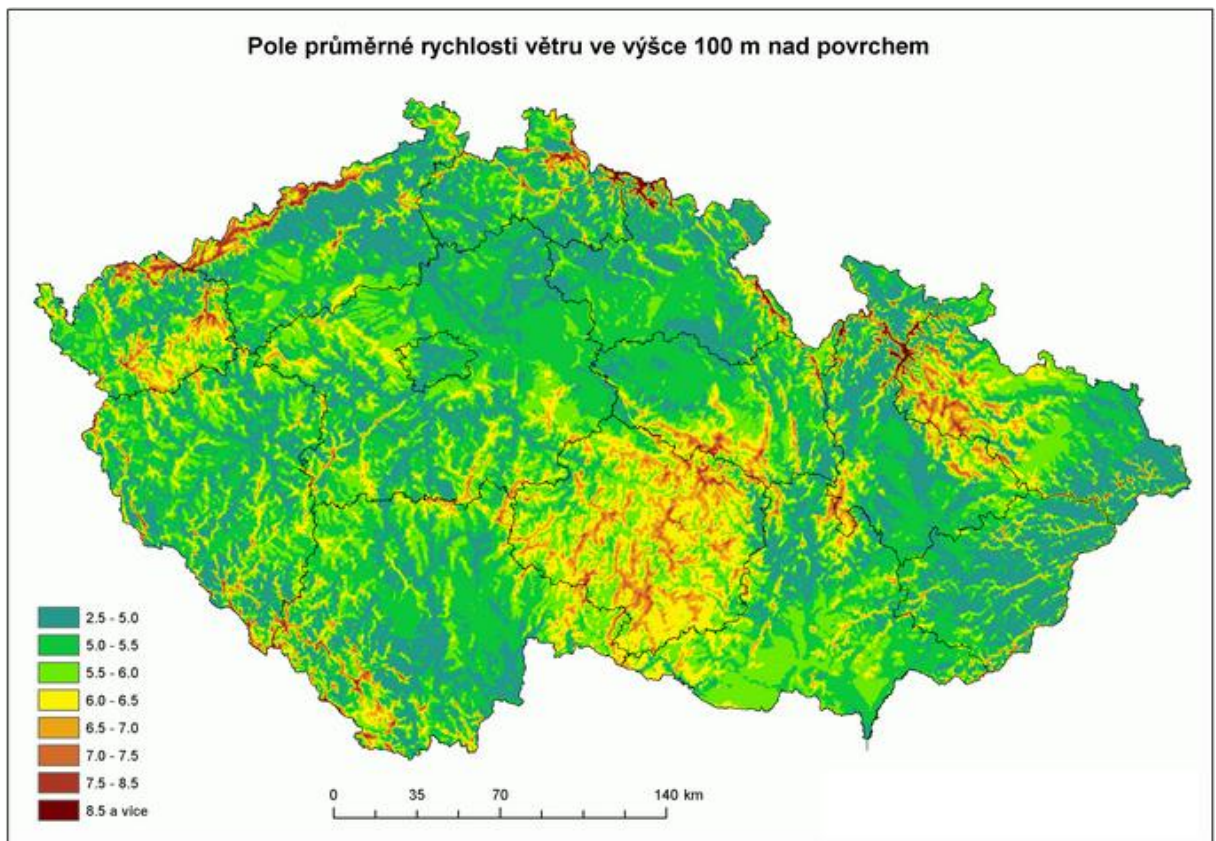 Pole průměrné rychlosti větru ve výšce 100 m nad povrchem
2.5 - 5.0
5.0 - 5.5
5.5 - 6.0
6.0 - 6.5
6.5 - 7.0
7.0 - 7.5
7.5 - 8.5
8.5 a více
0 35 70 140 km